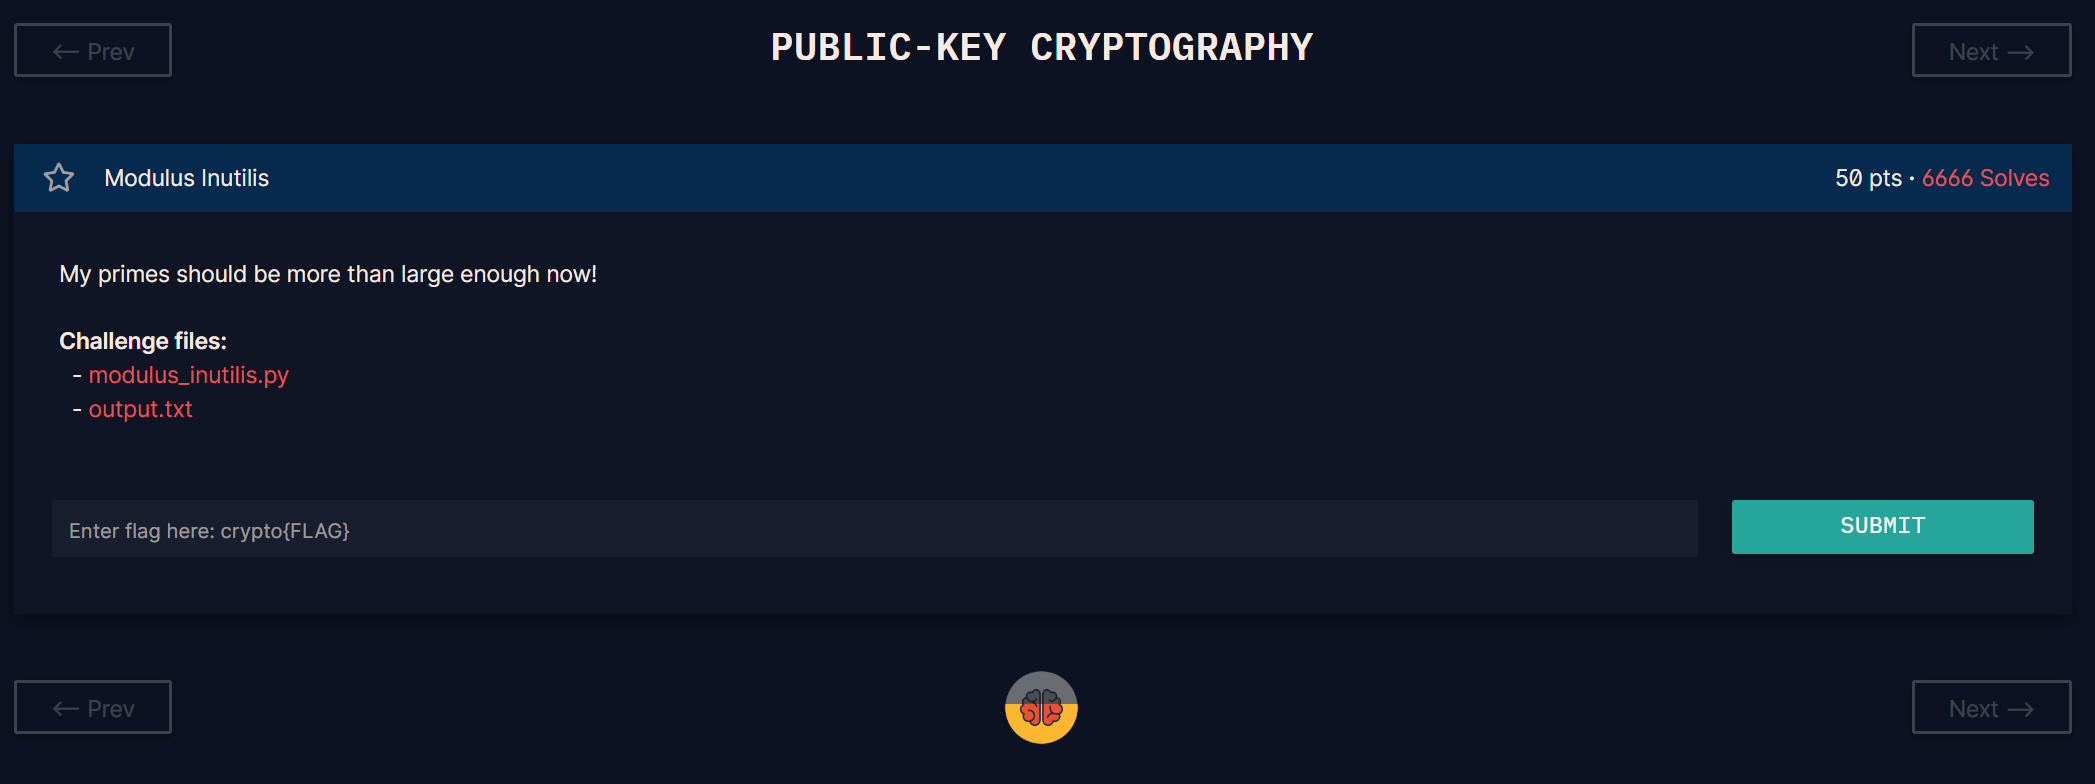 ← Prev
PUBLIC-KEY CRYPTOGRAPHY
Next →
Modulus Inutilis
50 pts · 6666 Solves
My primes should be more than large enough now!
Challenge files:
- modulus_inutilis.py
- output.txt
Enter flag here: crypto{FLAG}
SUBMIT
← Prev
Next →